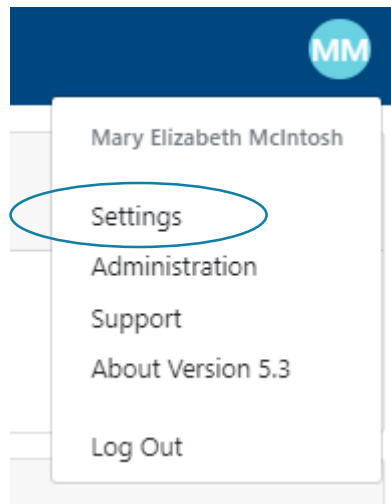 MM
Mary Elizabeth McIntosh
Settings
Administration
Support
About Version 5.3
Log Out